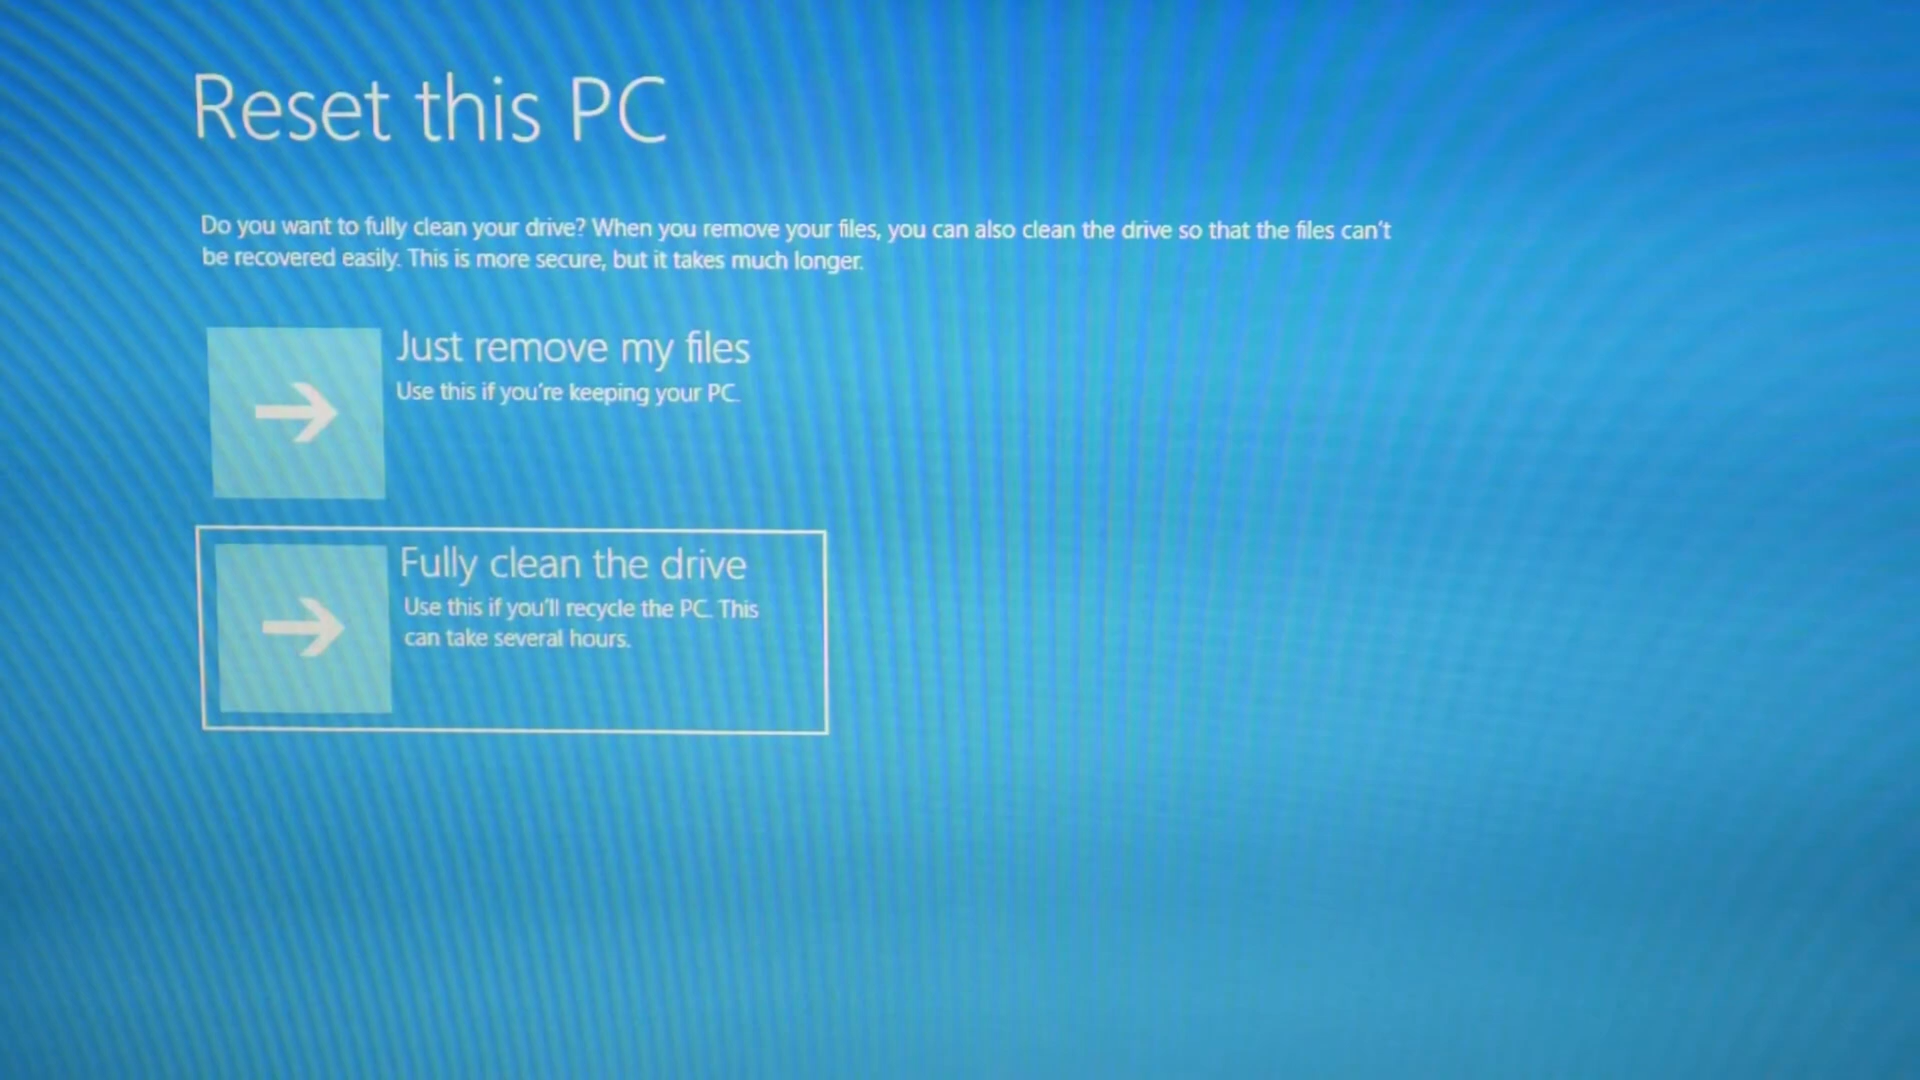 Reset this PC
Do you want to fully clean your drive? When you remove your files, you can also clean the drive so that the files can't
be recovered easily. This is more secure, but it takes much longer.
Just remove my files
Use this if you're keeping your PC.
Fully clean the drive
Use this if you'll recycle the PC. This
can take several hours.